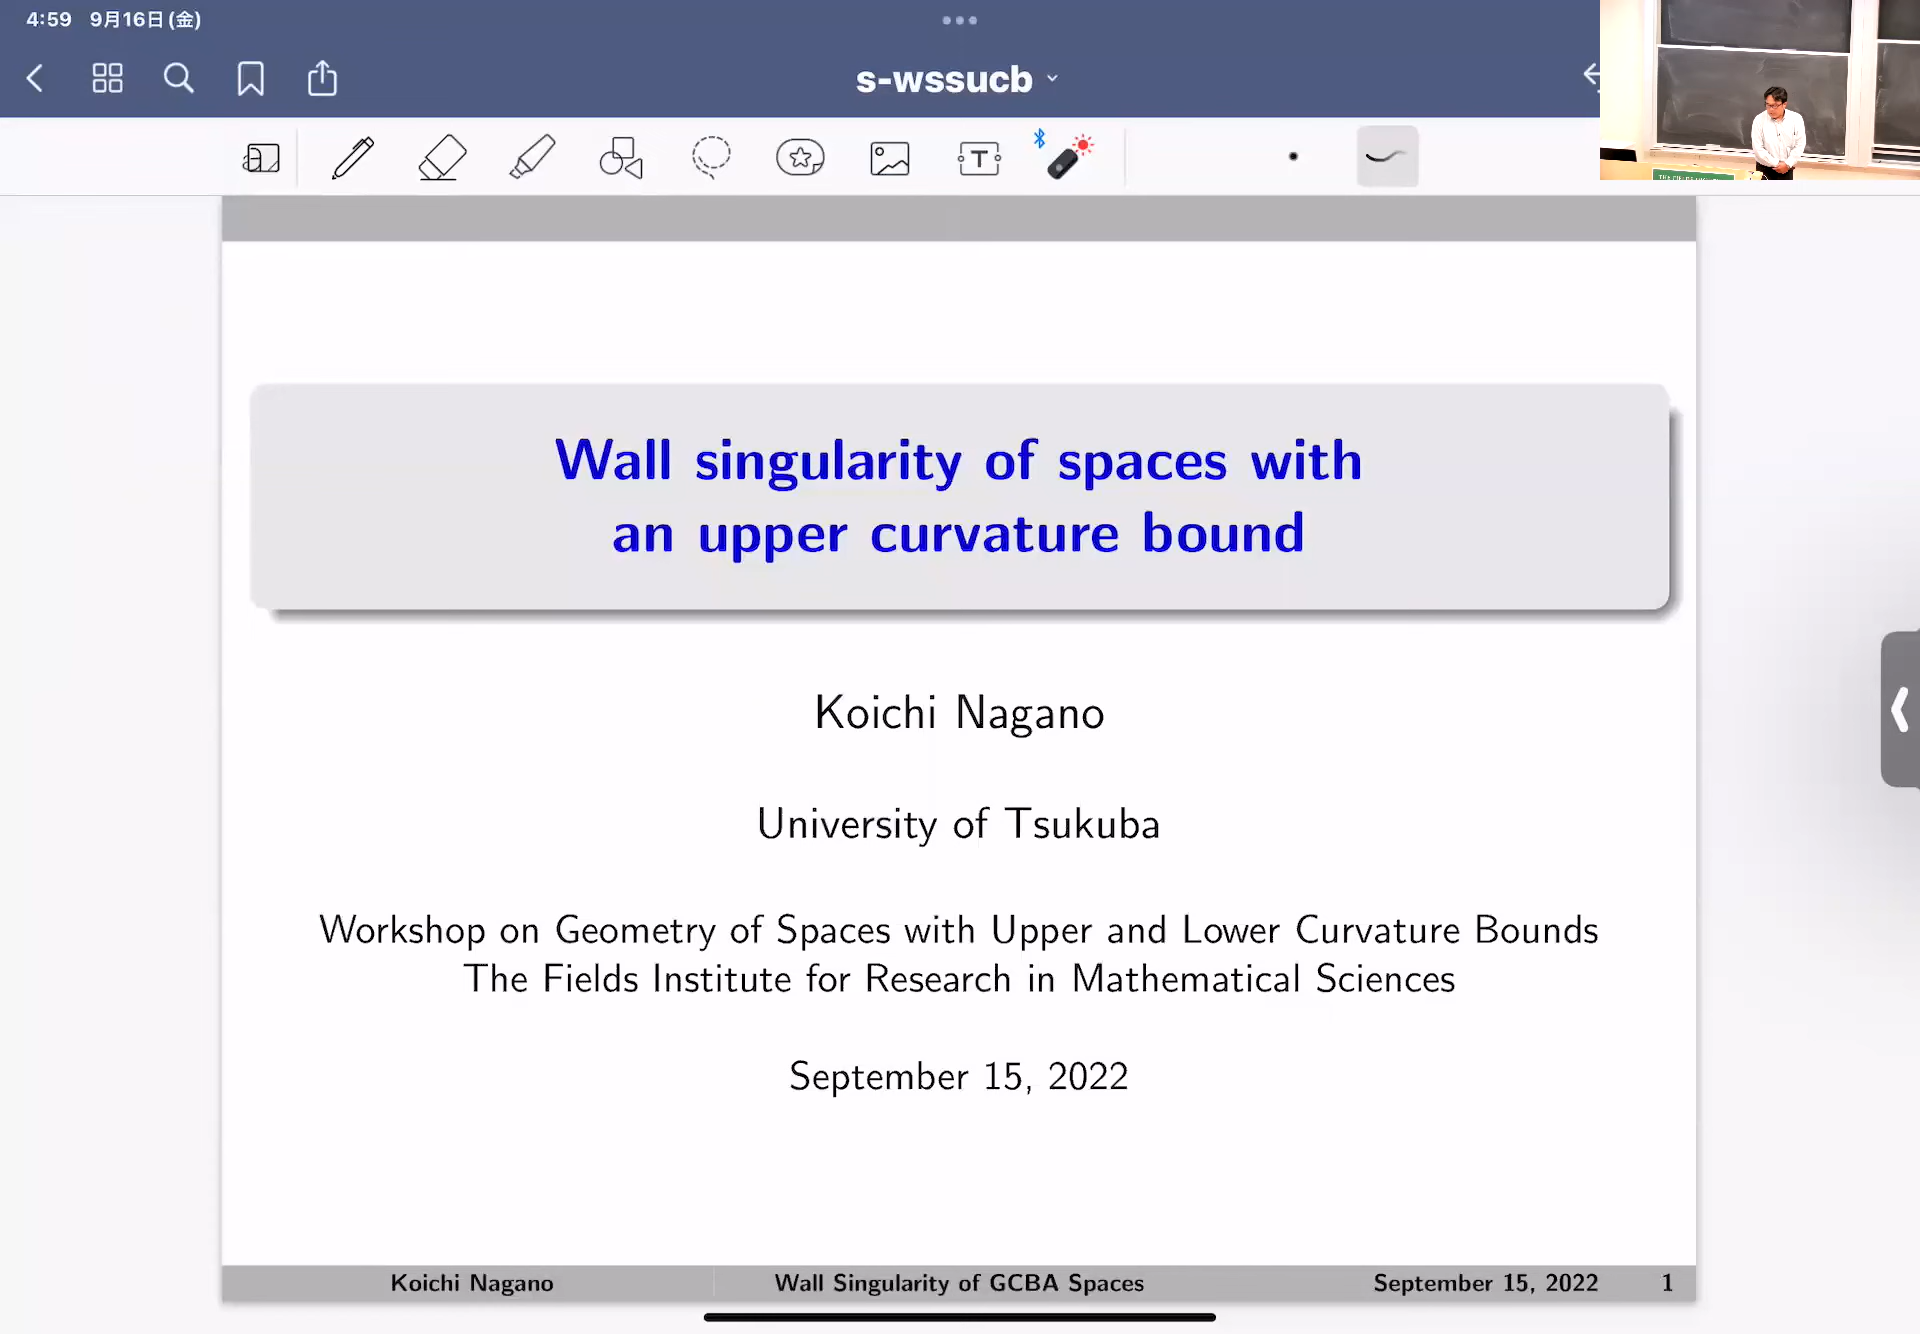 4:59 9月16日(金)
s-wssucb
Wall singularity of spaces with
an upper curvature bound
Koichi Nagano
University of Tsukuba
Workshop on Geometry of Spaces with Upper and Lower Curvature Bounds
The Fields Institute for Research in Mathematical Sciences
September 15, 2022
Koichi Nagano Wall Singularity of GCBA Spaces September 15, 2022 1